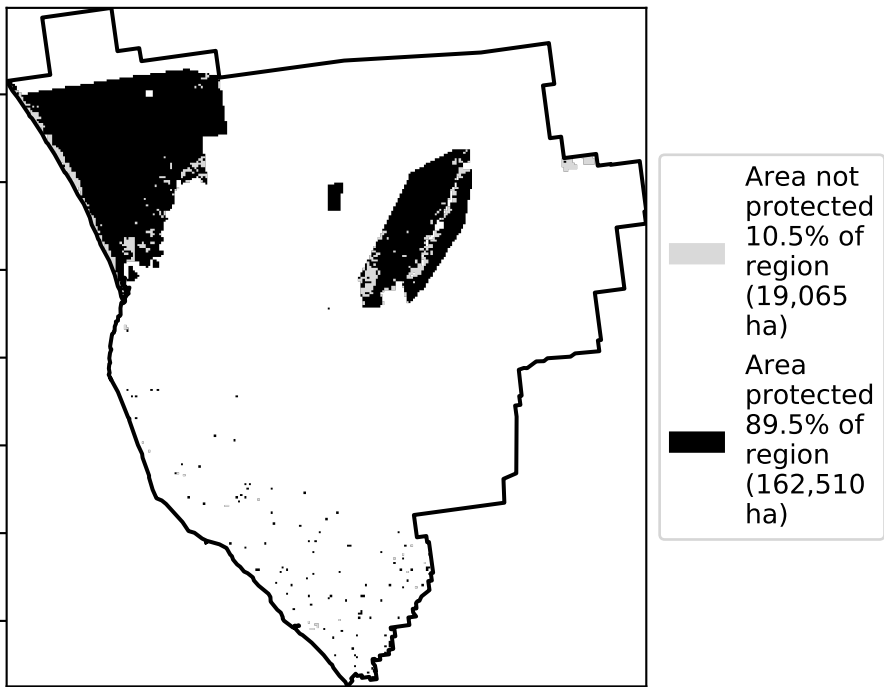 Area not
protected
10.5% of
region
(19,065
ha)
Area
protected
89.5% of
region
(162,510
ha)